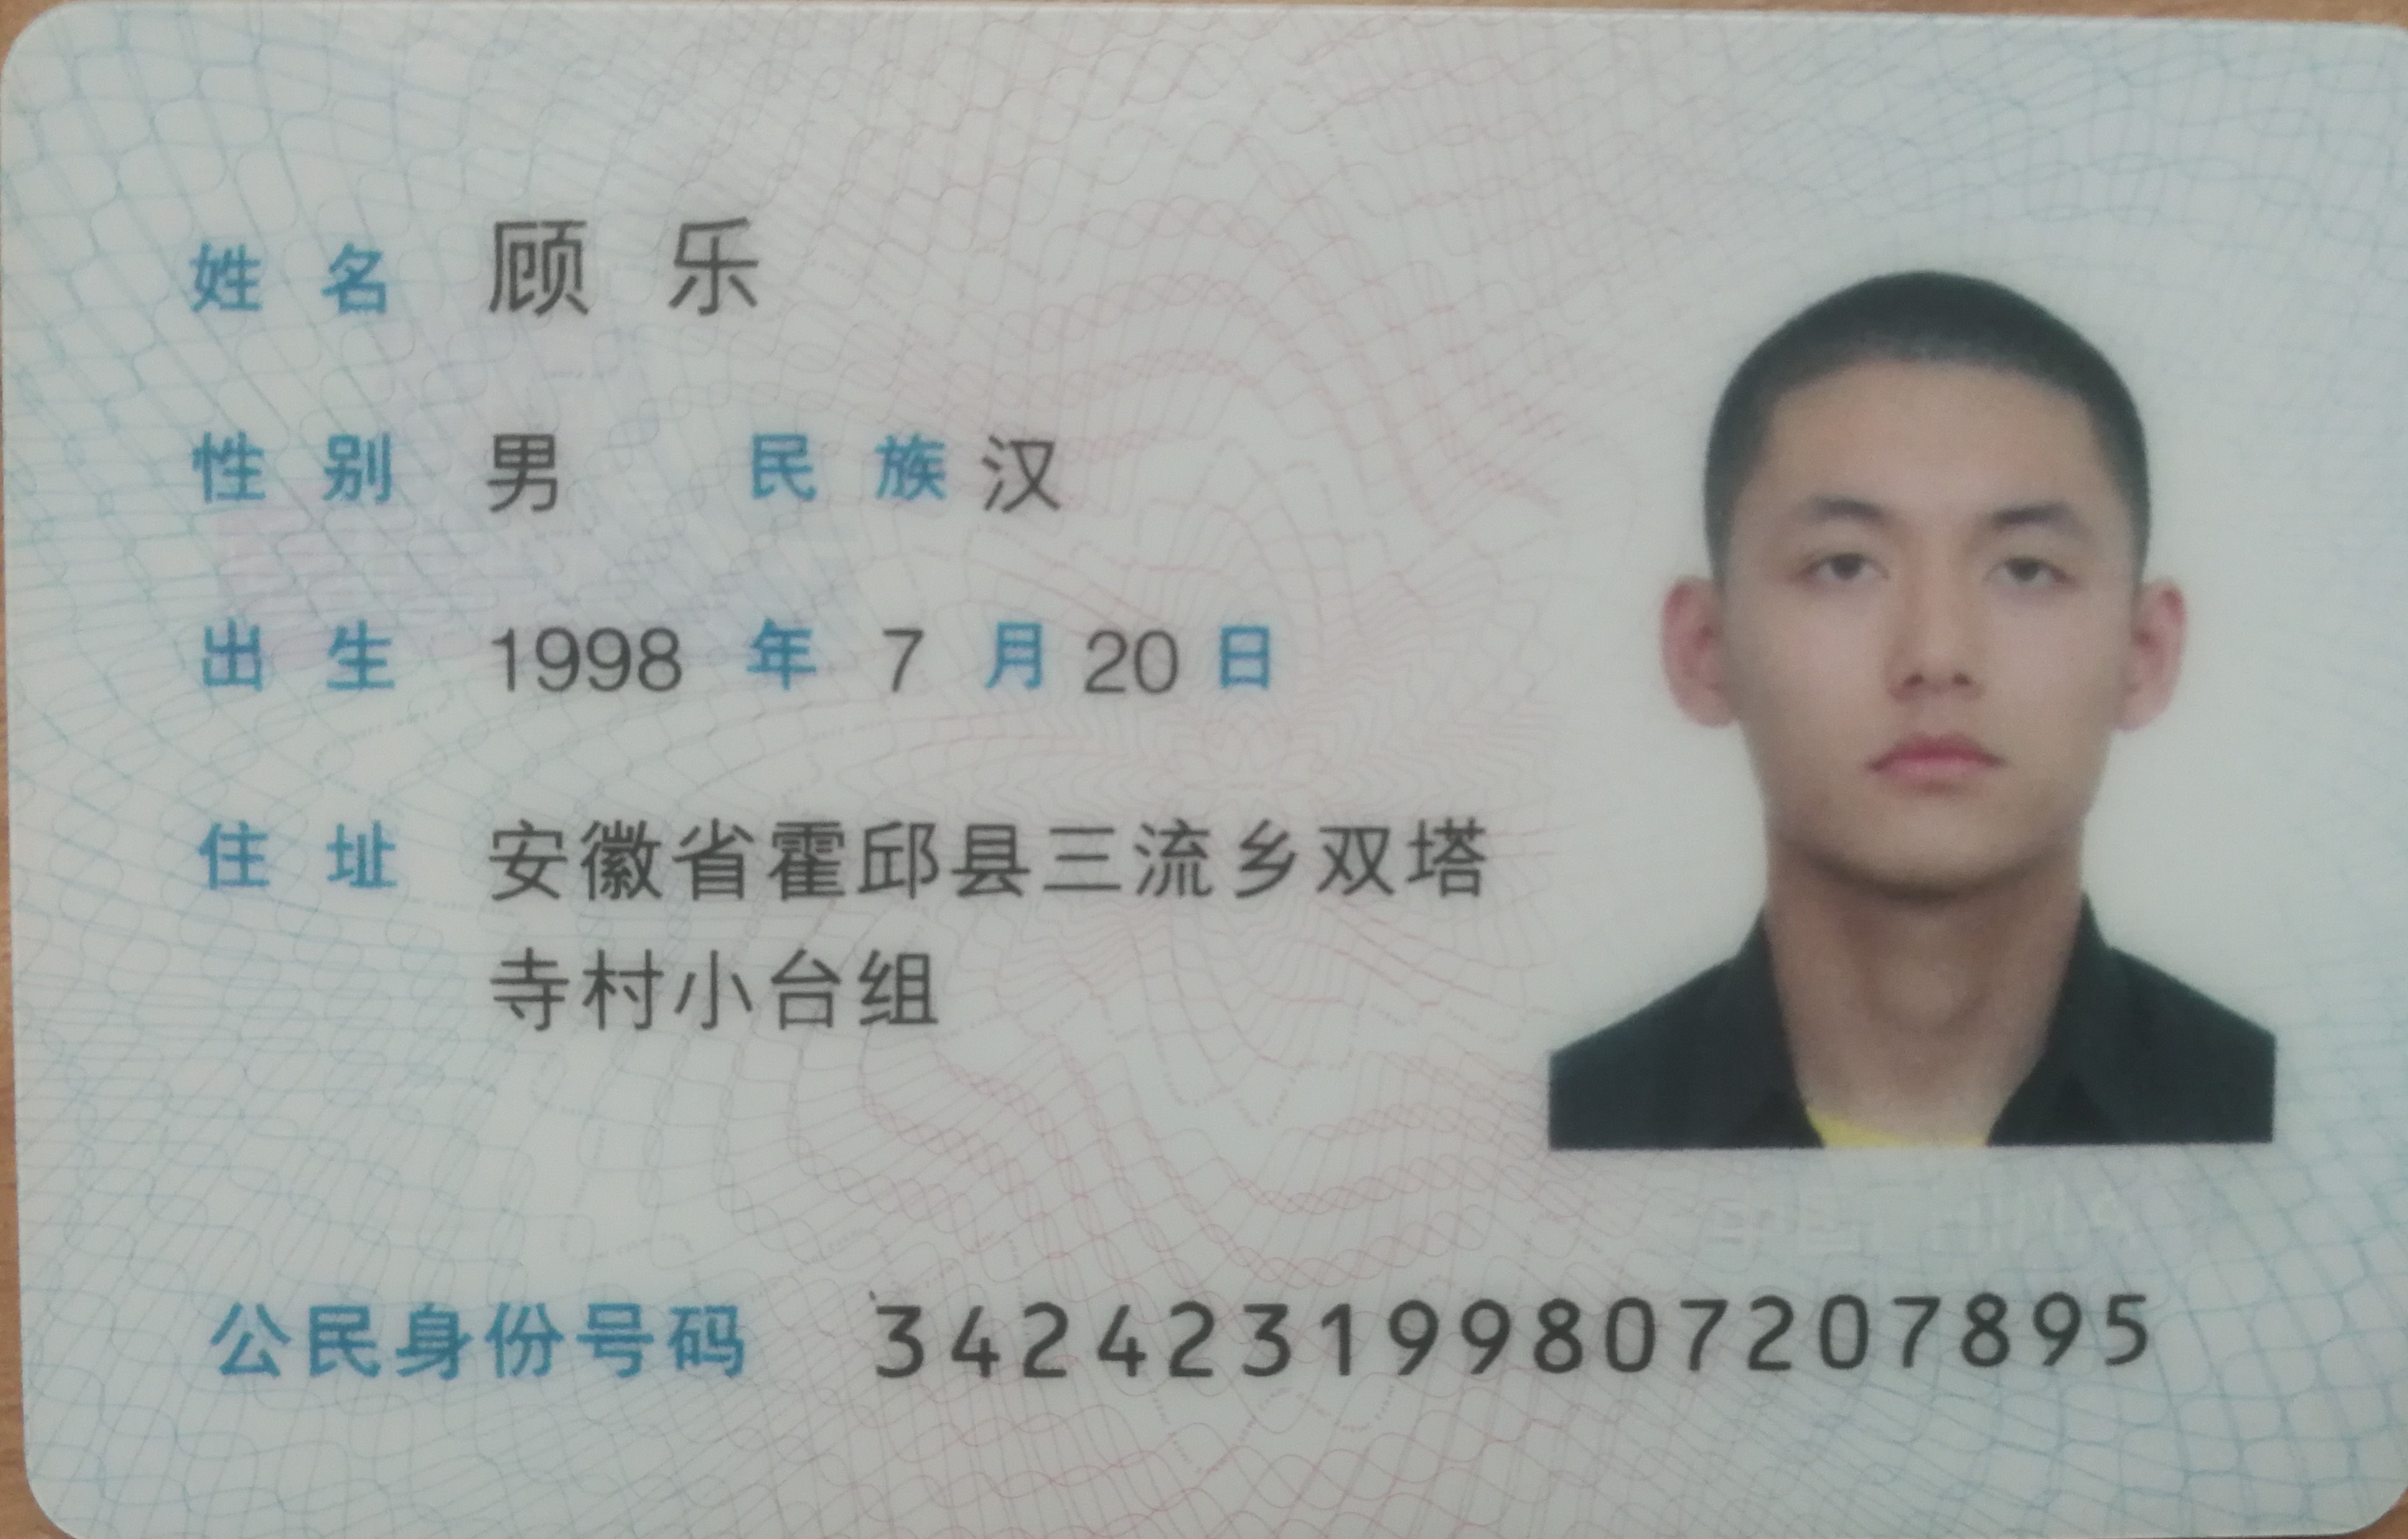 姓名 顾乐
性别 男 民族 汉
出生 1998 年 7 月 20 日
住址 安徽省霍邱县三流乡双塔
寺村小台组
公民身份号码 342423199807207895